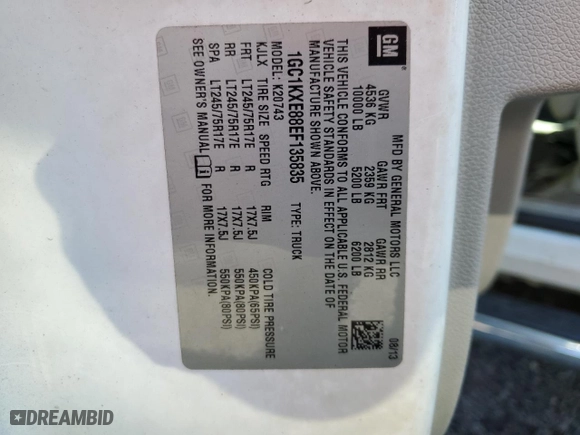 GM
MFD BY GENERAL MOTORS LLC
08/13
GVWR GAWR FRT GAWR RR
4536 KG 2359 KG 2812 KG
10000 LB 5200 LB 6200 LB
THIS VEHICLE CONFORMS TO ALL APPLICABLE U.S. FEDERAL MOTOR
VEHICLE SAFETY STANDARDS IN EFFECT ON THE DATE OF
MANUFACTURE SHOWN ABOVE.
1GC1KXE88EF135835 TYPE: TRUCK
MODEL: K20743
KJLX TIRE SIZE SPEED RTG RIM COLD TIRE PRESSURE
FRT LT245/75R17E R 17X7.5J 450KPA(65PSI)
RR LT245/75R17E R 17X7.5J 550KPA(80PSI)
SPA LT245/75R17E R 17X7.5J 550KPA(80PSI)
SEE OWNER'S MANUAL
DREAMBID